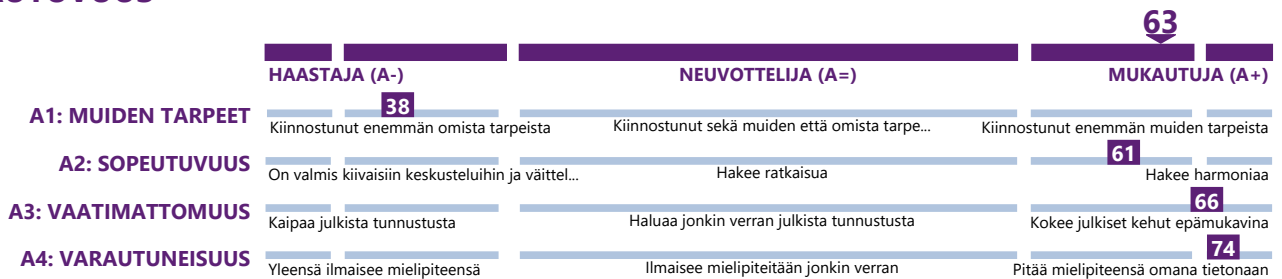 63
HAASTAJA (A-) NEUVOTTELIJA (A=) MUKAUTUJA (A+)
A1: MUIDEN TARPEET 38
Kiinnostunut enemmän omista tarpeista Kiinnostunut sekä muiden että omista tarpe... Kiinnostunut enemmän muiden tarpeista
A2: SOPEUTUVUUS 61
On valmis kiivaisiin keskusteluihin ja väittel... Hakee ratkaisua Hakee harmoniaa
A3: VAATIMATTOMUUS 66
Kaipaa julkista tunnustusta Haluaa jonkin verran julkista tunnustusta Kokee julkiset kehut epämukavina
A4: VARAUTUNEISUUS 74
Yleensä ilmaisee mielipiteensä Ilmaisee mielipiteitään jonkin verran Pitää mielipiteensä omana tietonaan